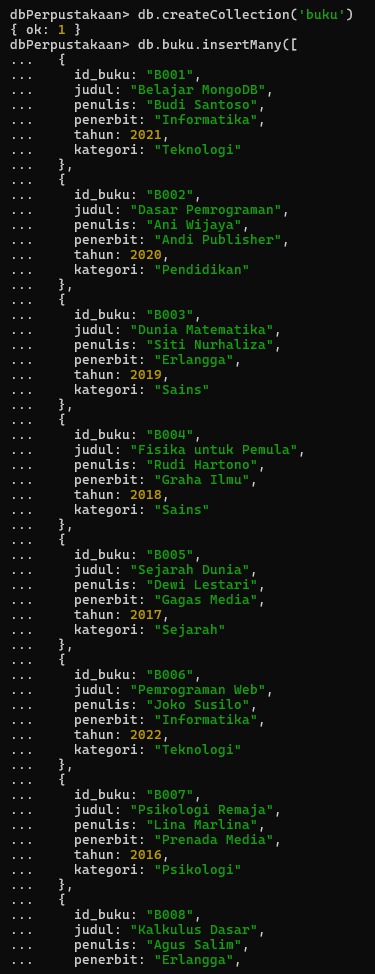 dbPerpustakaan> db.createCollection('buku')
{ ok: 1 }
dbPerpustakaan> db.buku.insertMany([
...   {
...     id_buku: "B001",
...     judul: "Belajar MongoDB",
...     penulis: "Budi Santoso",
...     penerbit: "Informatika",
...     tahun: 2021,
...     kategori: "Teknologi"
...   },
...   {
...     id_buku: "B002",
...     judul: "Dasar Pemrograman",
...     penulis: "Ani Wijaya",
...     penerbit: "Andi Publisher",
...     tahun: 2020,
...     kategori: "Pendidikan"
...   },
...   {
...     id_buku: "B003",
...     judul: "Dunia Matematika",
...     penulis: "Siti Nurhaliza",
...     penerbit: "Erlangga",
...     tahun: 2019,
...     kategori: "Sains"
...   },
...   {
...     id_buku: "B004",
...     judul: "Fisika untuk Pemula",
...     penulis: "Rudi Hartono",
...     penerbit: "Graha Ilmu",
...     tahun: 2018,
...     kategori: "Sains"
...   },
...   {
...     id_buku: "B005",
...     judul: "Sejarah Dunia",
...     penulis: "Dewi Lestari",
...     penerbit: "Gagas Media",
...     tahun: 2017,
...     kategori: "Sejarah"
...   },
...   {
...     id_buku: "B006",
...     judul: "Pemrograman Web",
...     penulis: "Joko Susilo",
...     penerbit: "Informatika",
...     tahun: 2022,
...     kategori: "Teknologi"
...   },
...   {
...     id_buku: "B007",
...     judul: "Psikologi Remaja",
...     penulis: "Lina Marlina",
...     penerbit: "Prenada Media",
...     tahun: 2016,
...     kategori: "Psikologi"
...   },
...   {
...     id_buku: "B008",
...     judul: "Kalkulus Dasar",
...     penulis: "Agus Salim",
...     penerbit: "Erlangga",